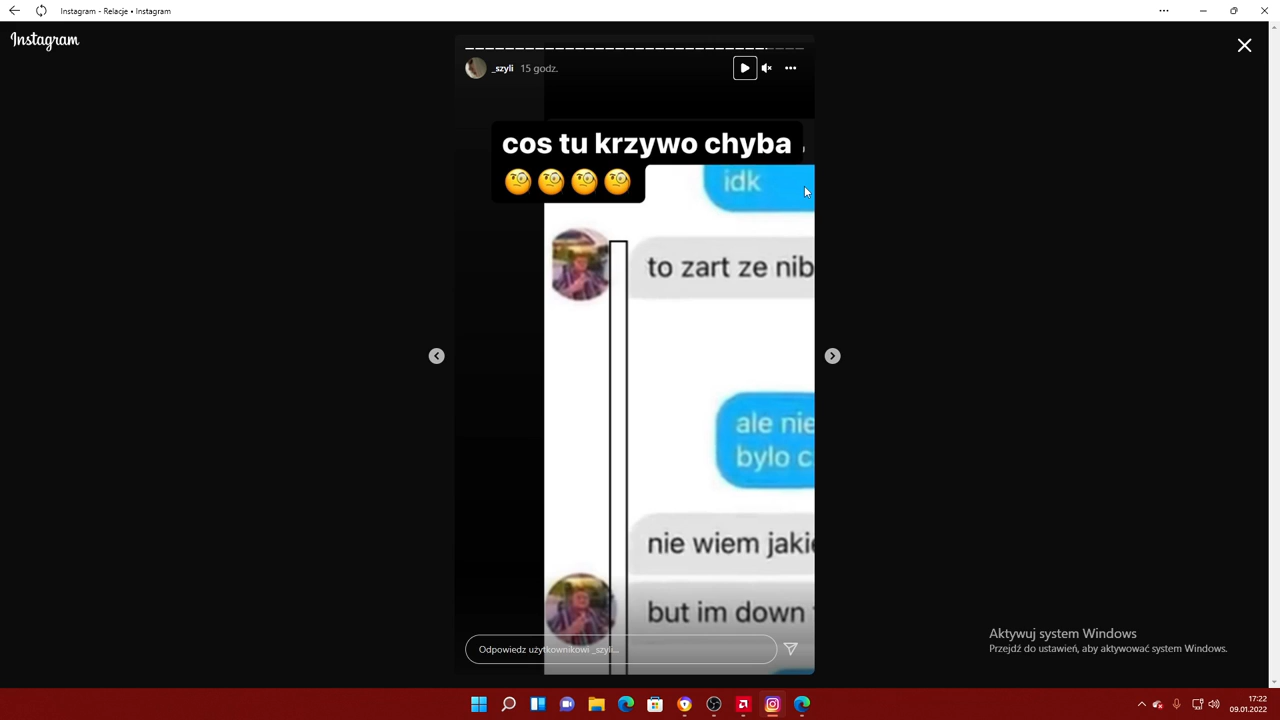 Instagram - Relacje • Instagram
Instagram
_szyli 15 godz.
cos tu krzywo chyba
🧐🧐🧐🧐
idk
to zart ze nib
ale nie
bylo c
nie wiem jakie
but im down
Odpowiedz użytkownikowi _szyli...
Aktywuj system Windows
Przejdź do ustawień, aby aktywować system Windows.
17:22
09.01.2022